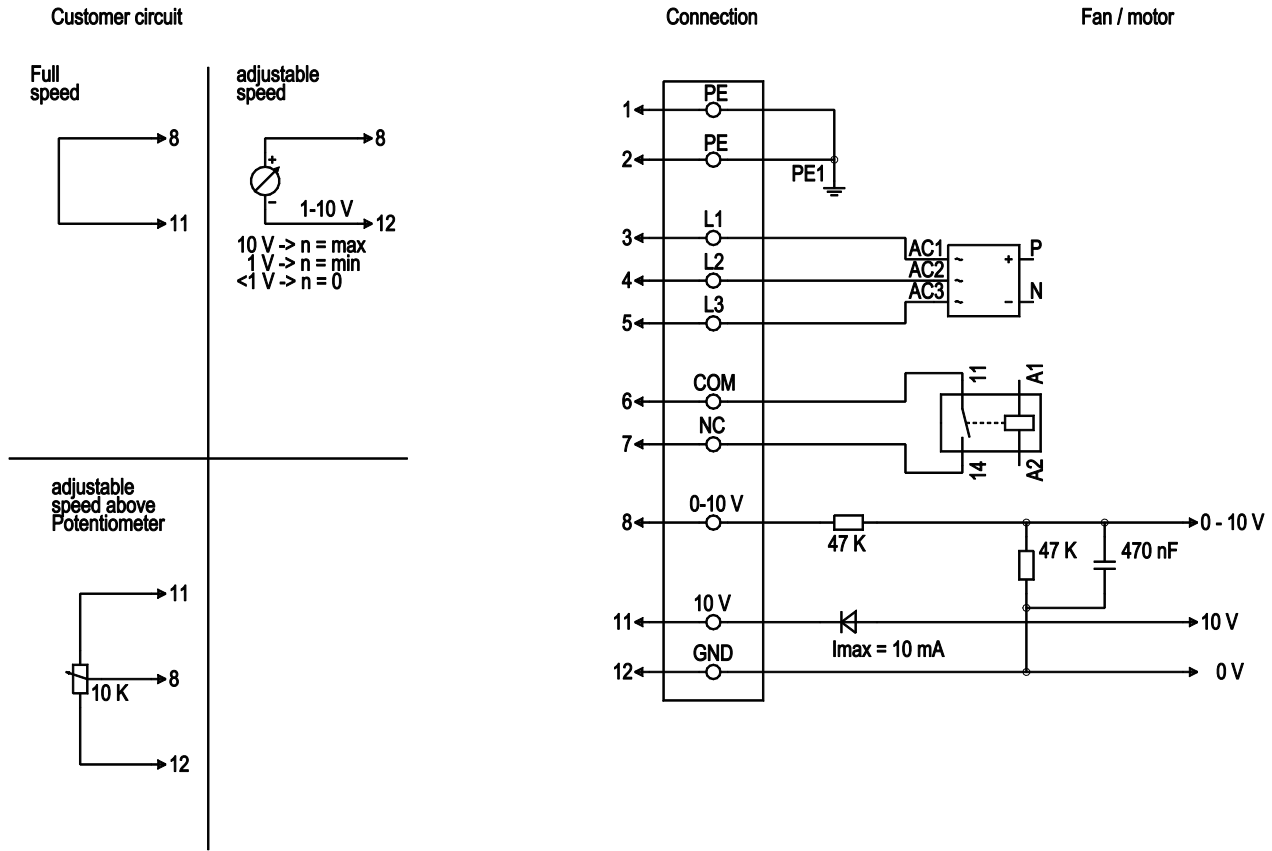 Customer circuit
Connection
Fan / motor
Full
speed
8
11
adjustable
speed
8
+
–
1-10 V
12
10 V -> n = max
1 V -> n = min
<1 V -> n = 0
adjustable
speed above
Potentiometer
11
8
10 K
12
1
PE
2
PE
PE1
3
L1
4
L2
5
L3
AC1
AC2
AC3
~
~
~
+
–
P
N
6
COM
7
NC
11
14
A1
A2
8
0-10 V
47 K
47 K
470 nF
0 - 10 V
11
10 V
Imax = 10 mA
10 V
12
GND
0 V